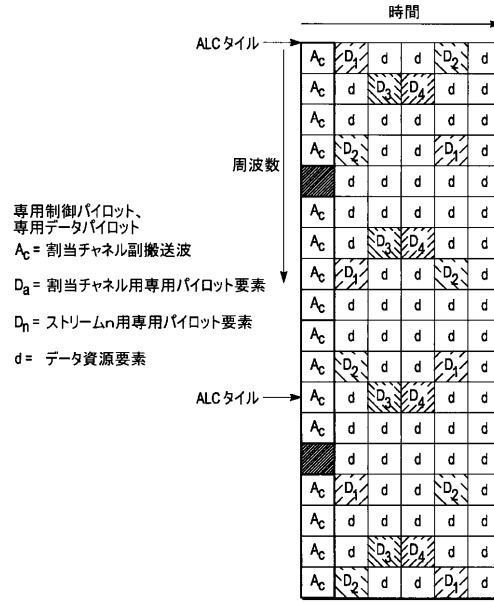 時間
ALCタイル
周波数
専用制御パイロット、
専用データパイロット
Ac = 割当チャネル副搬送波
Da = 割当チャネル用専用パイロット要素
Dn = ストリームn用専用パイロット要素
d = データ資源要素
ALCタイル
Ac D1 d d D2 d
Ac d D3 D4 d d
Ac d d d d d
Ac D2 d d D1 d
d d d d d
Ac d d d d d
Ac d D3 D4 d d
Ac D1 d d D2 d
Ac d d d d d
Ac d d d d d
Ac D2 d d D1 d
Ac d D3 D4 d d
Ac d d d d d
d d d d d
Ac D1 d d D2 d
Ac d d d d d
Ac d D3 D4 d d
Ac D2 d d D1 d